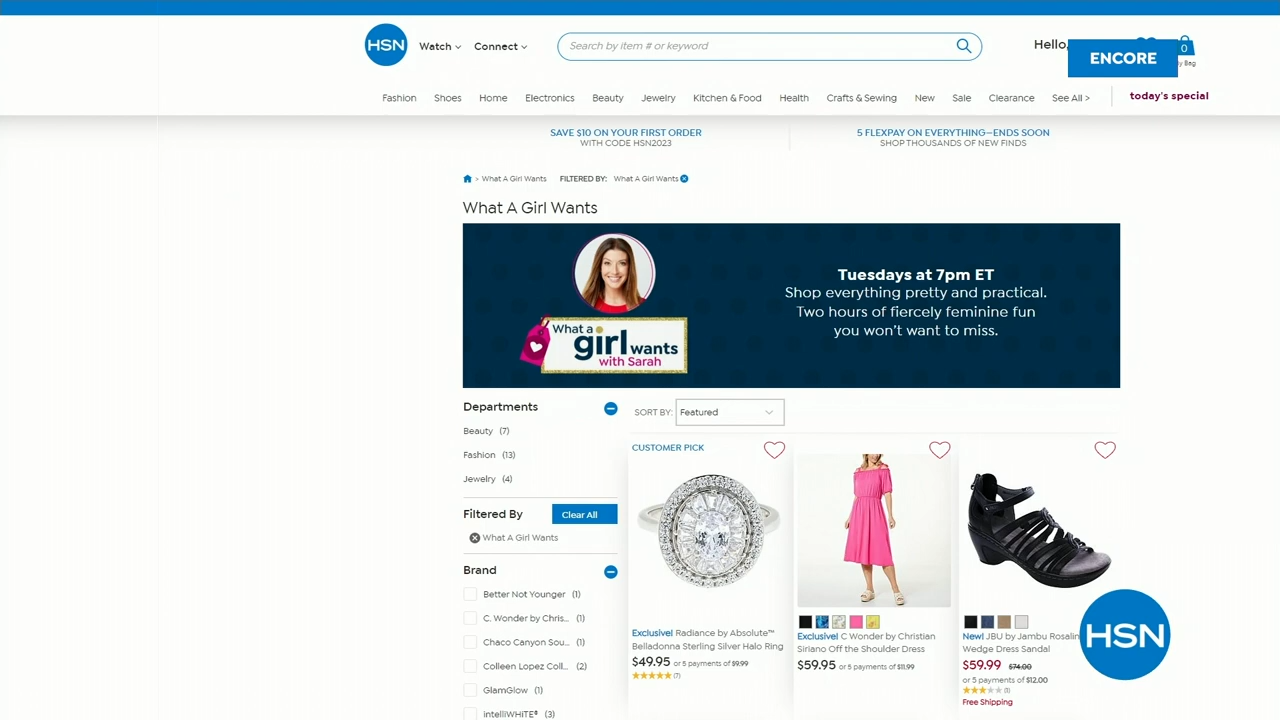 HSN
Watch
Connect
Search by item # or keyword
Hello,
ENCORE
0
y Bag
Fashion
Shoes
Home
Electronics
Beauty
Jewelry
Kitchen & Food
Health
Crafts & Sewing
New
Sale
Clearance
See All >
today's special
SAVE $10 ON YOUR FIRST ORDER
WITH CODE HSN2023
5 FLEXPAY ON EVERYTHING—ENDS SOON
SHOP THOUSANDS OF NEW FINDS
> What A Girl Wants
FILTERED BY: What A Girl Wants
What A Girl Wants
What a
girl wants
with Sarah
Tuesdays at 7pm ET
Shop everything pretty and practical.
Two hours of fiercely feminine fun
you won't want to miss.
Departments
Beauty (7)
Fashion (13)
Jewelry (4)
Filtered By
Clear All
What A Girl Wants
Brand
Better Not Younger (1)
C. Wonder by Chris... (1)
Chaco Canyon Sou... (1)
Colleen Lopez Coll... (2)
GlamGlow (1)
intelliWHiTE® (3)
SORT BY: Featured
CUSTOMER PICK
Exclusive! Radiance by Absolute™
Belladonna Sterling Silver Halo Ring
$49.95 or 5 payments of $9.99
(7)
Exclusive! C Wonder by Christian
Siriano Off the Shoulder Dress
$59.95 or 5 payments of $11.99
New! JBU by Jambu Rosalin
Wedge Dress Sandal
$59.99 $74.00
or 5 payments of $12.00
Free Shipping
HSN